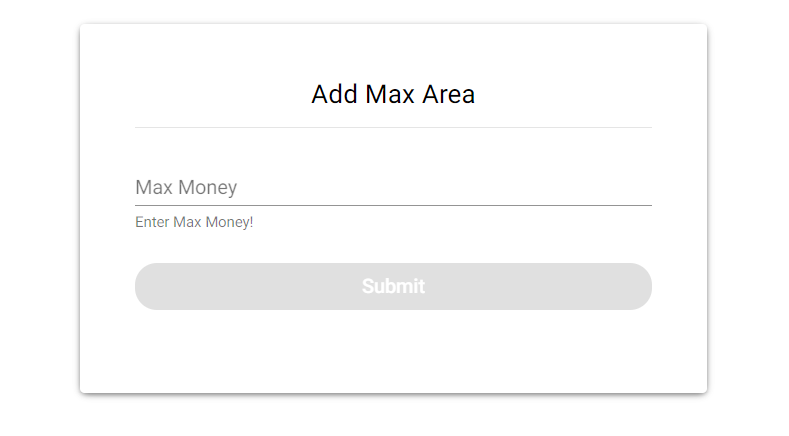 Add Max Area
Max Money
Enter Max Money!
Submit